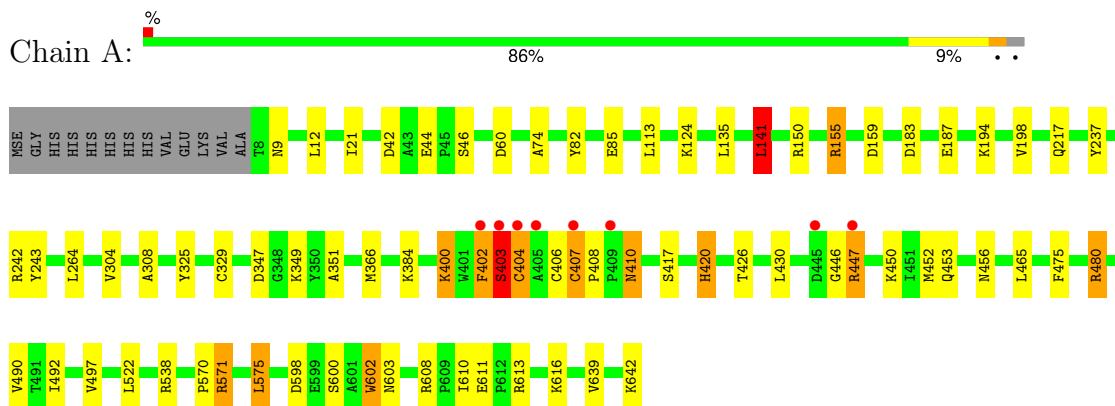 %
Chain A:
86% 9% • •
MSE GLY HIS HIS HIS HIS HIS HIS VAL GLU LYS VAL ALA T8 N9 L12 I21 D42 A43 E44 P45 S46 D60 A74 Y82 E85 L113 K124 L135 L141 R150 R155 D159 D183 E187 K194 V198 Q217 Y237
R242 Y243 L264 V304 A308 Y325 C329 D347 G348 K349 Y350 A351 M366 K384 K400 W401 F402 S403 C404 A405 C406 C407 P408 P409 N410 S417 H420 T426 L430 D445 G446 R447 K450 I451 M452 Q453 N456 L465 F475 R480
V490 T491 I492 V497 L522 R538 P570 R571 L575 D598 E599 S600 A601 W602 N603 R608 P609 I610 E611 P612 R613 K616 V639 K642